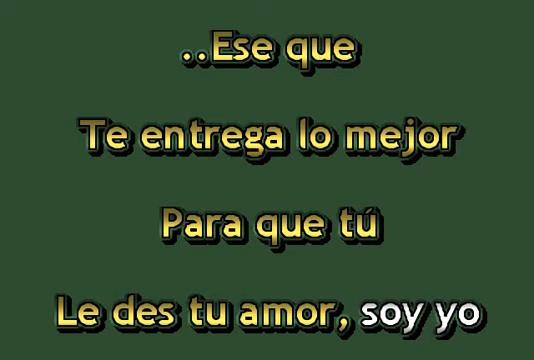 ..Ese que
Te entrega lo mejor
Para que tú
Le des tu amor, soy yo